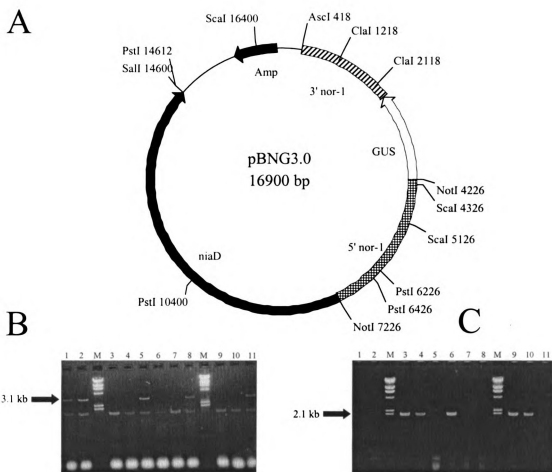 A
ScaI 16400
AscI 418
ClaI 1218
PstI 14612
SalI 14600
Amp
ClaI 2118
3' nor-1
pBNG3.0
16900 bp
GUS
NotI 4226
ScaI 4326
5' nor-1
ScaI 5126
niaD
PstI 10400
PstI 6226
PstI 6426
NotI 7226
B
1 2 M 3 4 5 6 7 8 M 9 10 11
3.1 kb
C
1 2 M 3 4 5 6 7 8 M 9 10 11
2.1 kb